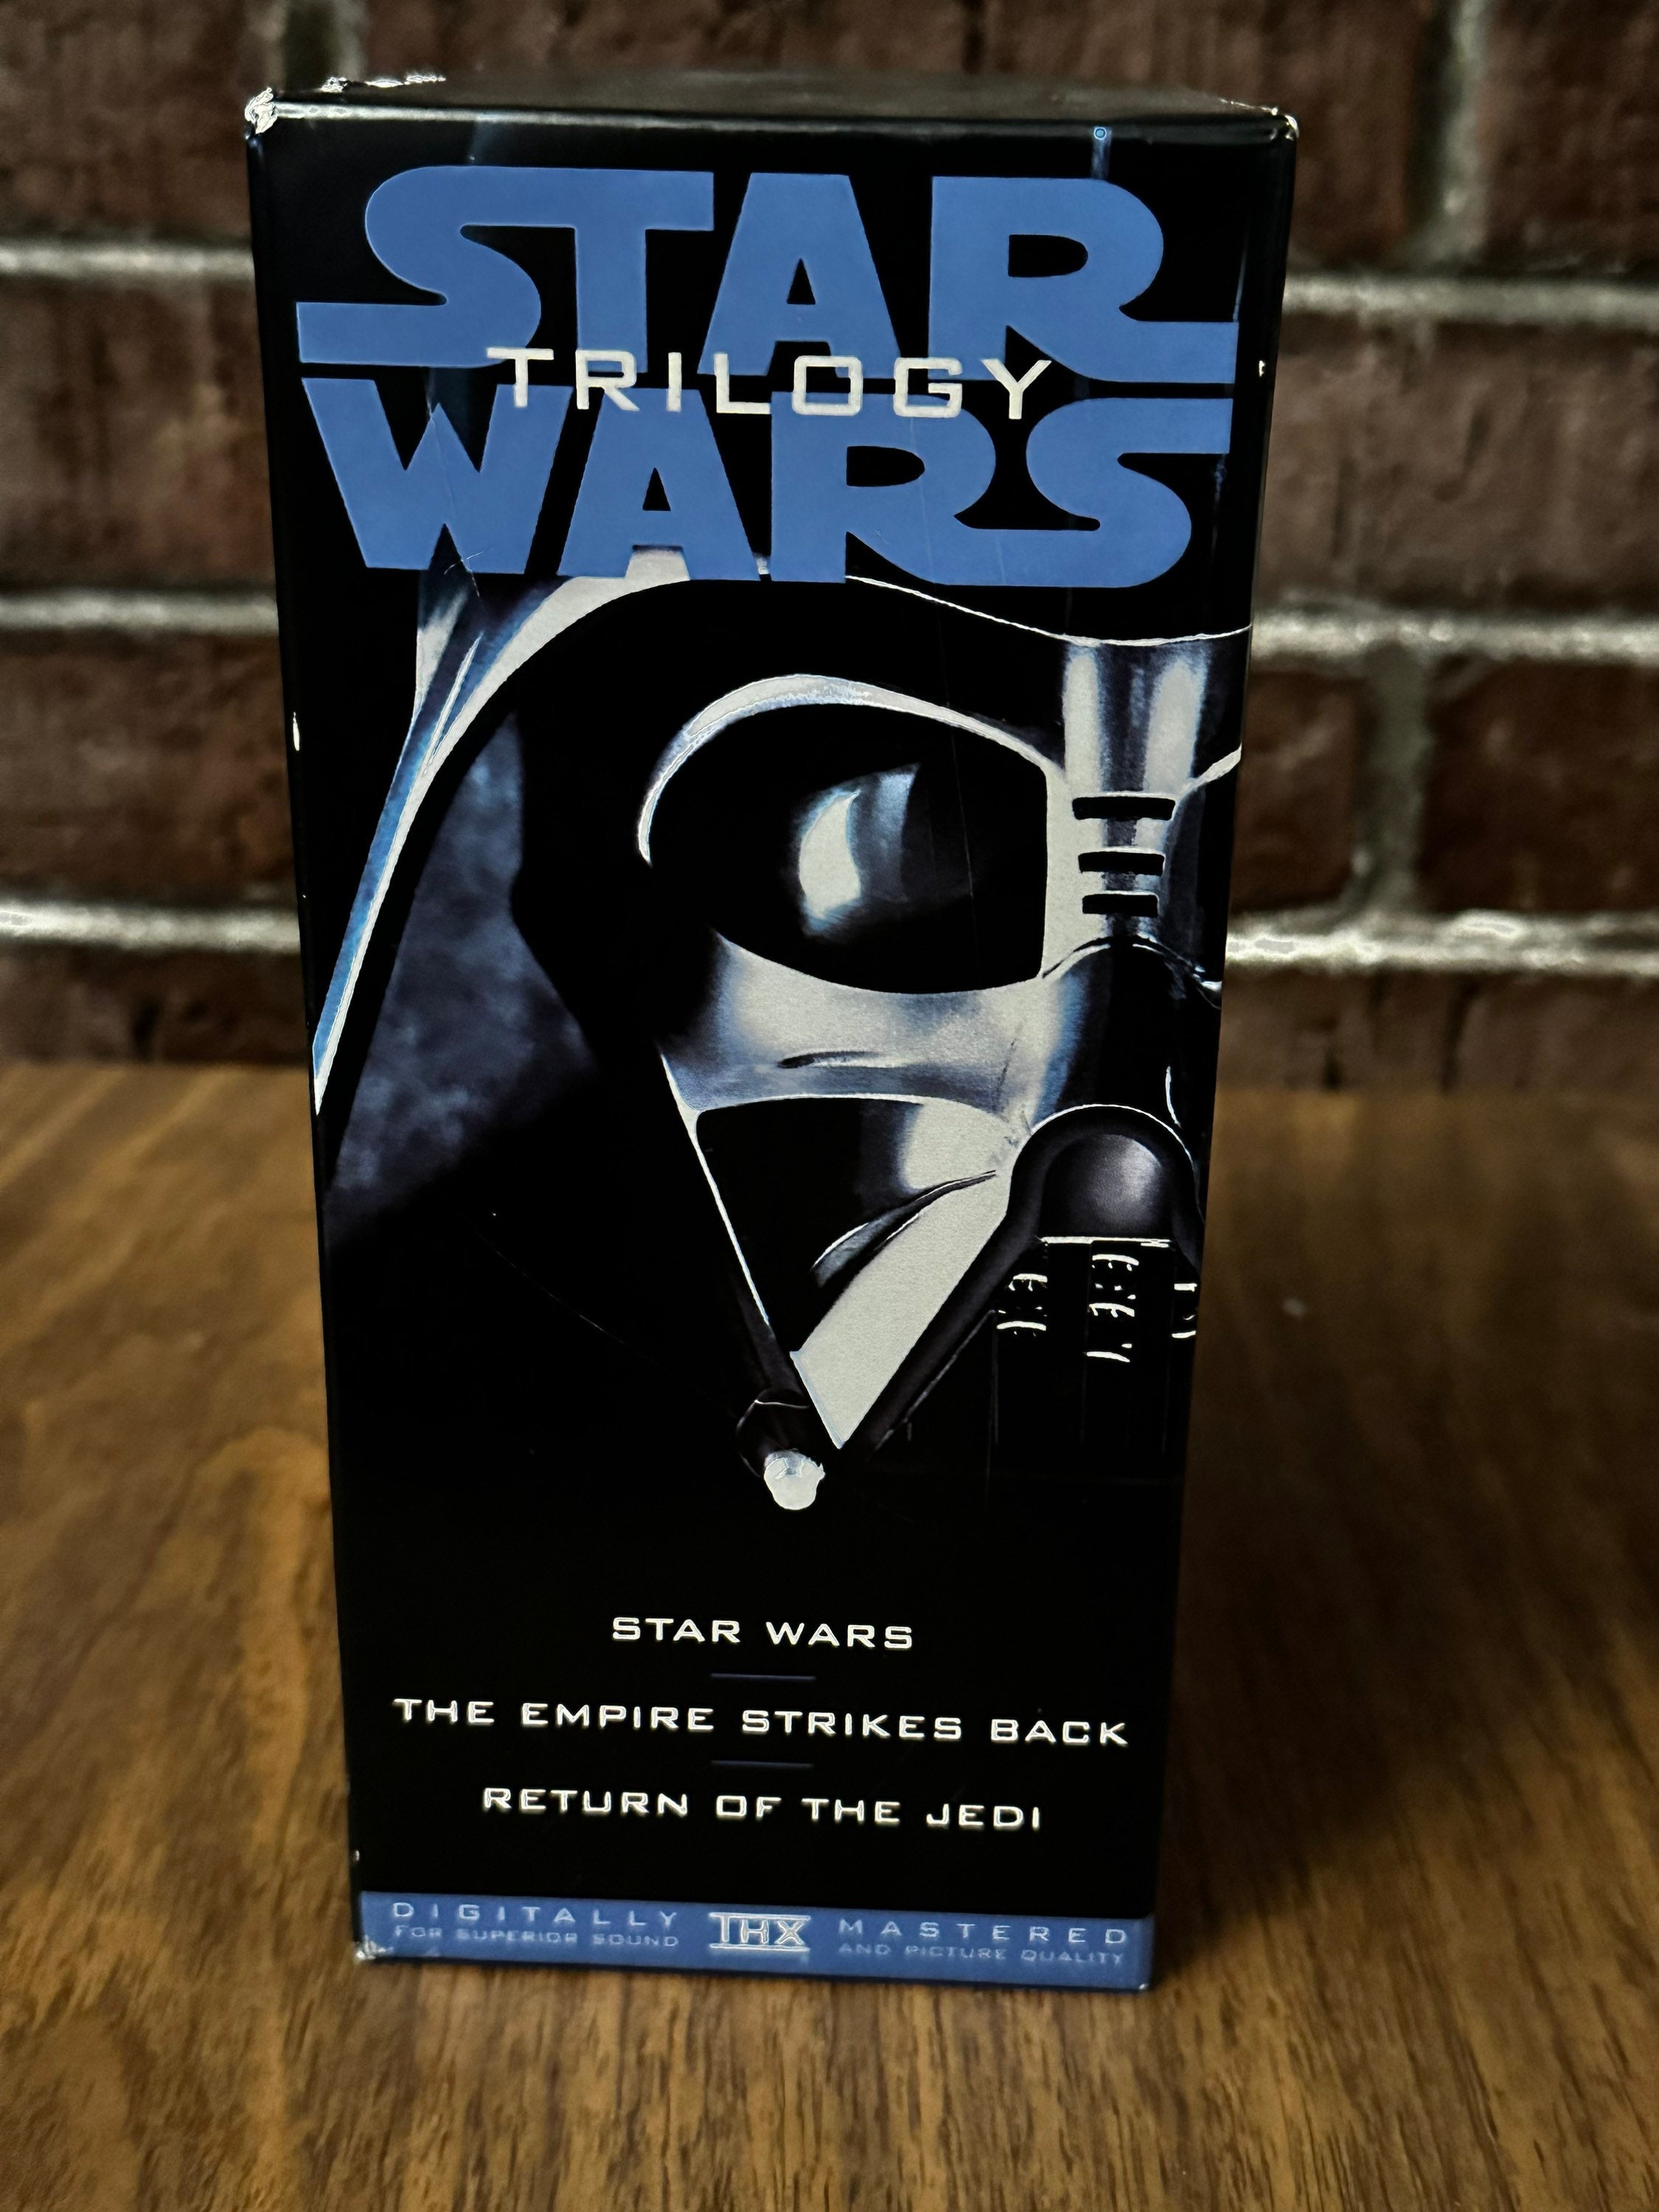 STAR
TRILOGY
WARS
STAR WARS
THE EMPIRE STRIKES BACK
RETURN OF THE JEDI
DIGITALLY THX MASTERED
FOR SUPERIOR SOUND AND PICTURE QUALITY